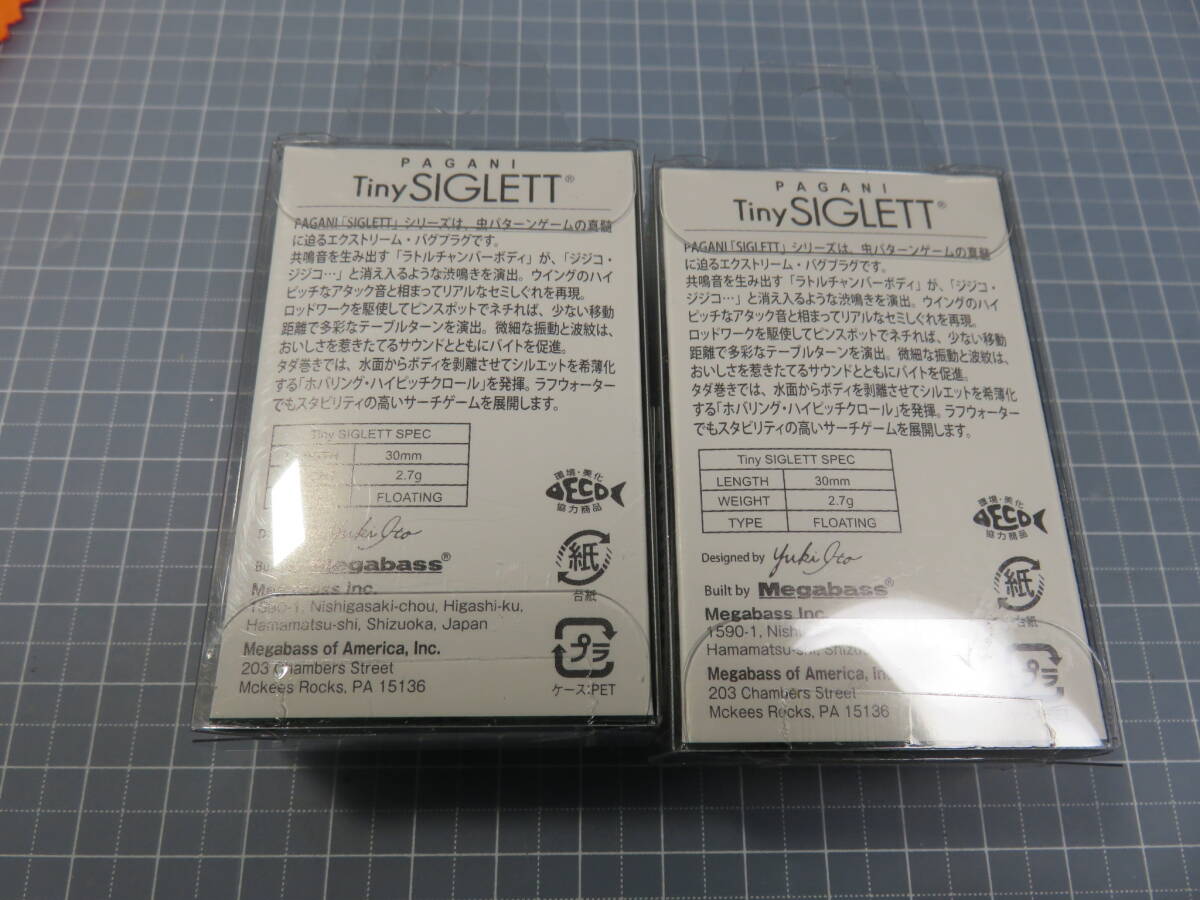 PAGANI
Tiny SIGLETT®
PAGANI「SIGLETT」シリーズは、虫パターンゲームの真髄
に迫るエクストリーム・バグプラグです。
共鳴音を生み出す「ラトルチャンバーボディ」が、「ジジコ・
ジジコ…」と消え入るような渋鳴きを演出。ウイングのハイ
ピッチなアタック音と相まってリアルなセミしぐれを再現。
ロッドワークを駆使してピンスポットでネチれば、少ない移動
距離で多彩なテーブルターンを演出。微細な振動と波紋は、
おいしさを惹きたてるサウンドとともにバイトを促進。
タダ巻きでは、水面からボディを剥離させてシルエットを希薄化
する「ホバリング・ハイピッチクロール」を発揮。ラフウォーター
でもスタビリティの高いサーチゲームを展開します。
Tiny SIGLETT SPEC
30mm
2.7g
FLOATING
Yuki Ito
Megabass®
1590-1, Nishigasaki-chou, Higashi-ku,
Hamamatsu-shi, Shizuoka, Japan
Megabass of America, Inc.
203 Chambers Street
Mckees Rocks, PA 15136
環境・美化
ECO
協力商品
紙
台紙
プラ
ケース:PET
PAGANI
Tiny SIGLETT®
PAGANI「SIGLETT」シリーズは、虫パターンゲームの真髄
に迫るエクストリーム・バグプラグです。
共鳴音を生み出す「ラトルチャンバーボディ」が、「ジジコ・
ジジコ…」と消え入るような渋鳴きを演出。ウイングのハイ
ピッチなアタック音と相まってリアルなセミしぐれを再現。
ロッドワークを駆使してピンスポットでネチれば、少ない移動
距離で多彩なテーブルターンを演出。微細な振動と波紋は、
おいしさを惹きたてるサウンドとともにバイトを促進。
タダ巻きでは、水面からボディを剥離させてシルエットを希薄化
する「ホバリング・ハイピッチクロール」を発揮。ラフウォーター
でもスタビリティの高いサーチゲームを展開します。
Tiny SIGLETT SPEC
LENGTH 30mm
WEIGHT 2.7g
TYPE FLOATING
Designed by Yuki Ito
Built by Megabass®
Megabass Inc.
1590-1,
Hamamatsu-shi,
Megabass of America,
203 Chambers Street
Mckees Rocks, PA 15136
環境・美化
ECO
協力商品
紙
台紙
プラ